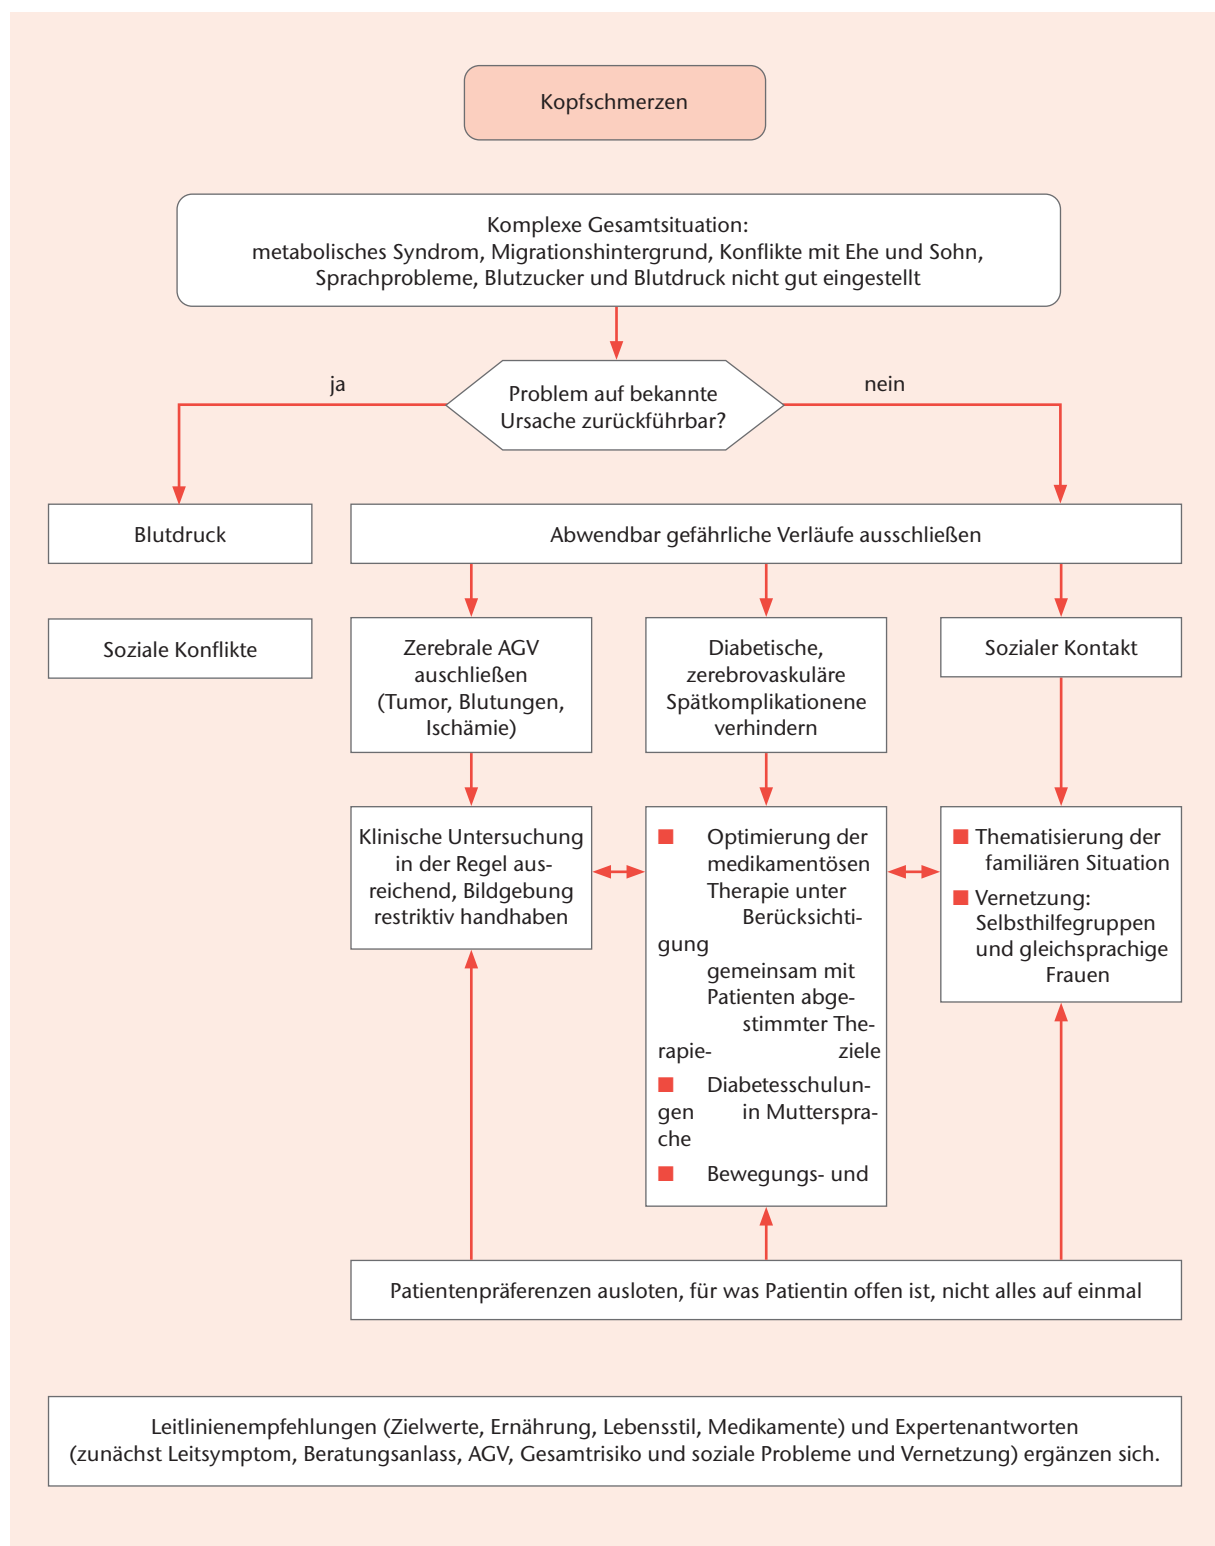 Kopfschmerzen
Komplexe Gesamtsituation:
metabolisches Syndrom, Migrationshintergrund, Konflikte mit Ehe und Sohn,
Sprachprobleme, Blutzucker und Blutdruck nicht gut eingestellt
ja
Problem auf bekannte
Ursache zurückführbar?
nein
Blutdruck
Abwendbar gefährliche Verläufe ausschließen
Soziale Konflikte
Zerebrale AGV
auschließen
(Tumor, Blutungen,
Ischämie)
Diabetische,
zerebrovaskuläre
Spätkomplikationene
verhindern
Sozialer Kontakt
Klinische Untersuchung
in der Regel aus-
reichend, Bildgebung
restriktiv handhaben
Optimierung der
medikamentösen
Therapie unter
Berücksichti-
gung
gemeinsam mit
Patienten abge-
stimmter The-
rapie- ziele
Diabetesschulun-
gen in Mutterspra-
che
Bewegungs- und
Thematisierung der
familiären Situation
Vernetzung:
Selbsthilfegruppen
und gleichsprachige
Frauen
Patientenpräferenzen ausloten, für was Patientin offen ist, nicht alles auf einmal
Leitlinienempfehlungen (Zielwerte, Ernährung, Lebensstil, Medikamente) und Expertenantworten
(zunächst Leitsymptom, Beratungsanlass, AGV, Gesamtrisiko und soziale Probleme und Vernetzung) ergänzen sich.